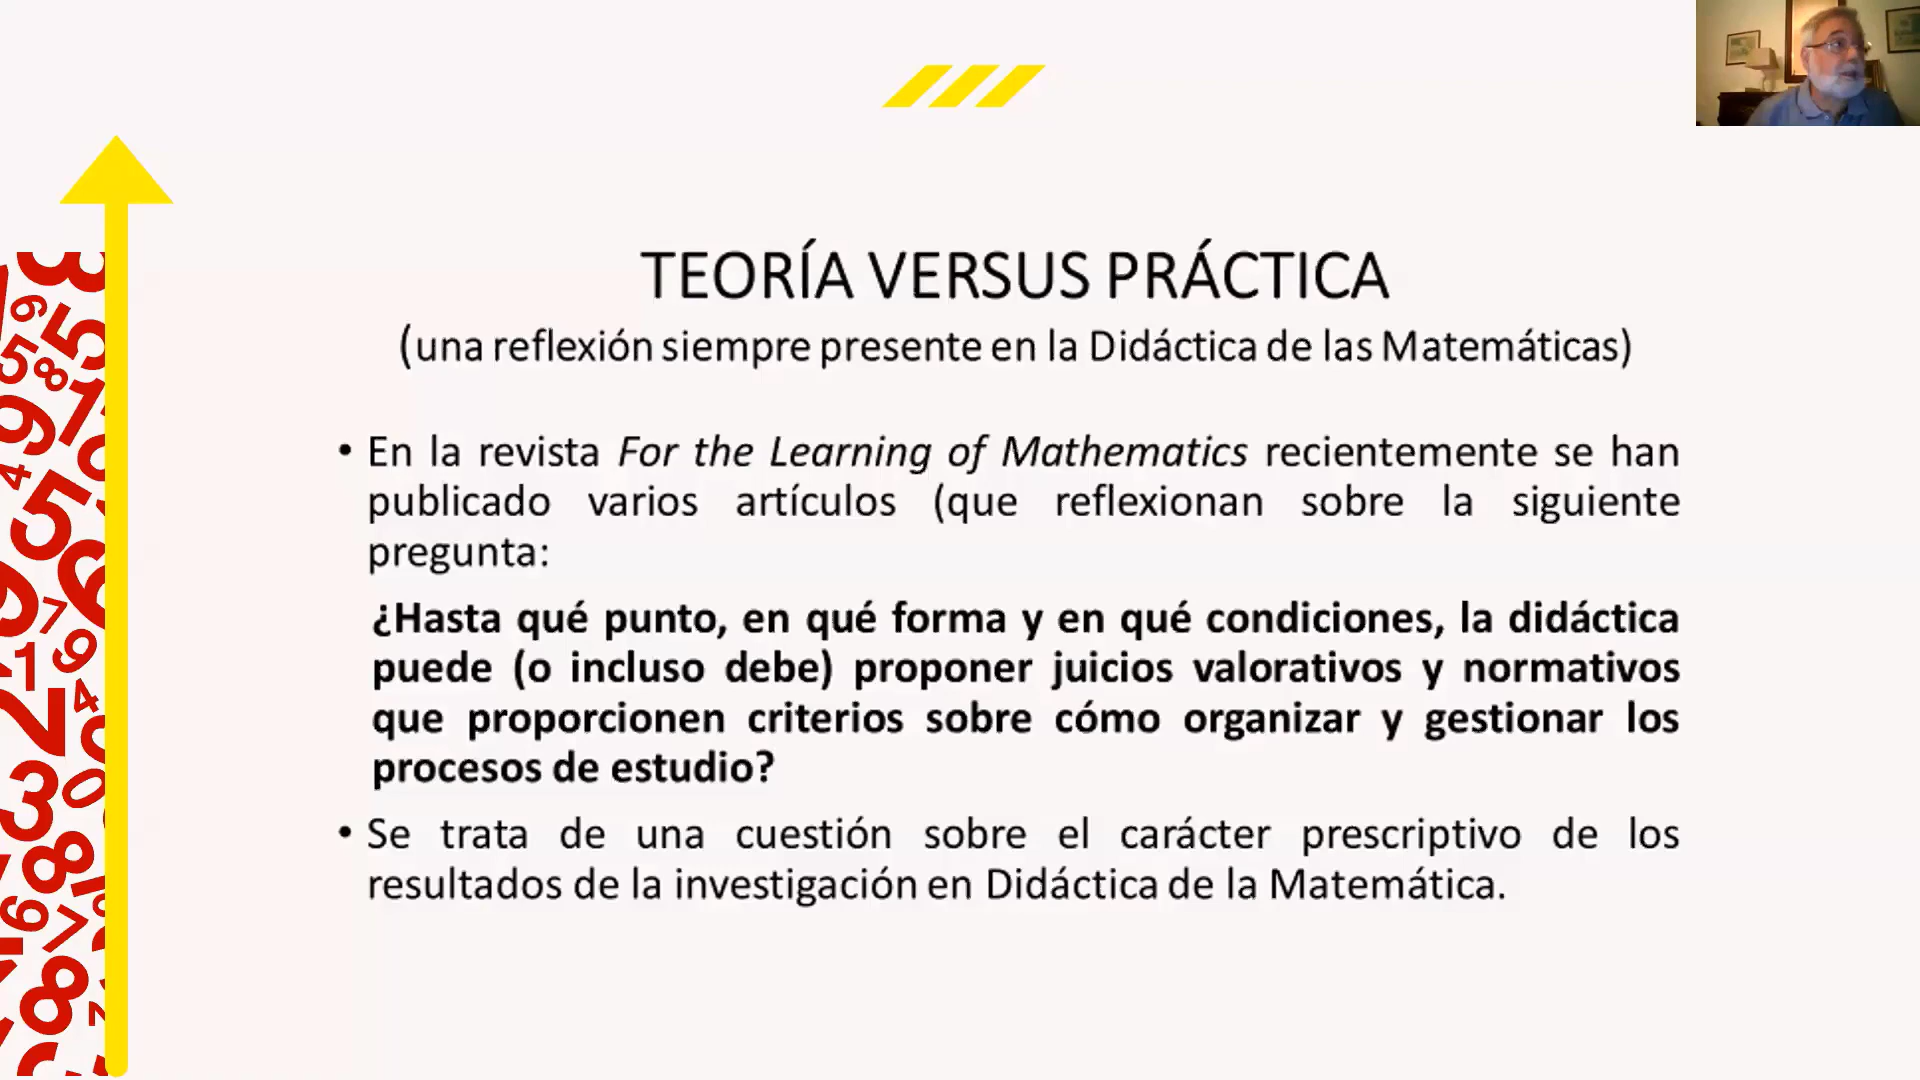 TEORÍA VERSUS PRÁCTICA
(una reflexión siempre presente en la Didáctica de las Matemáticas)
• En la revista For the Learning of Mathematics recientemente se han
publicado varios artículos (que reflexionan sobre la siguiente
pregunta:
¿Hasta qué punto, en qué forma y en qué condiciones, la didáctica
puede (o incluso debe) proponer juicios valorativos y normativos
que proporcionen criterios sobre cómo organizar y gestionar los
procesos de estudio?
• Se trata de una cuestión sobre el carácter prescriptivo de los
resultados de la investigación en Didáctica de la Matemática.